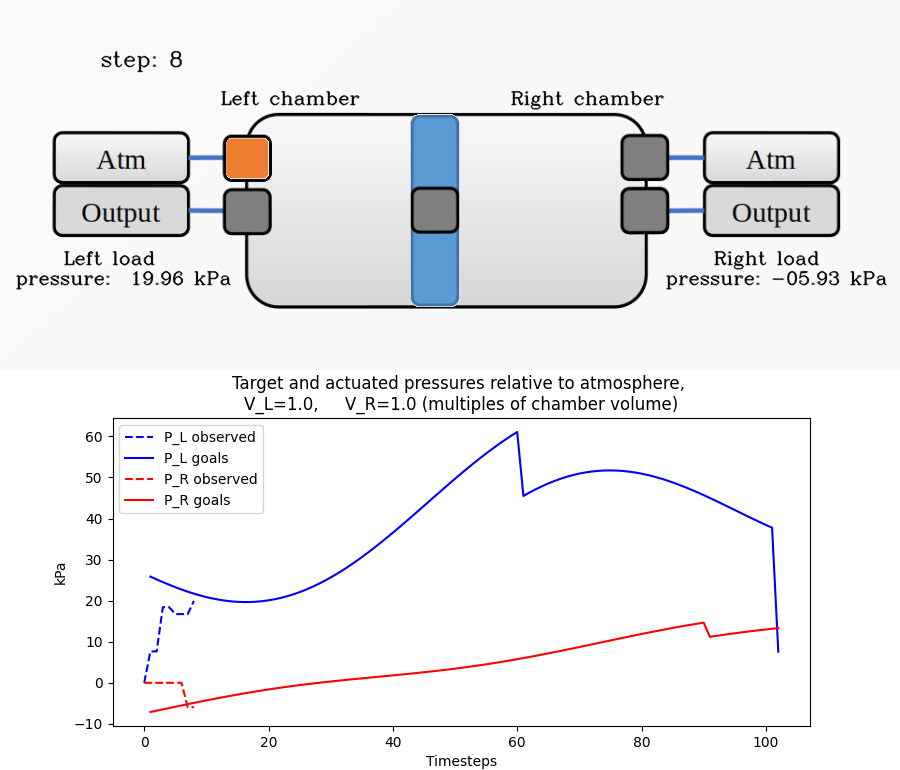 step: 8
Left chamber
Right chamber
Atm
Atm
Output
Output
Left load
pressure:  19.96 kPa
Right load
pressure: −05.93 kPa
Target and actuated pressures relative to atmosphere,
V_L=1.0,     V_R=1.0 (multiples of chamber volume)
P_L observed
P_L goals
P_R observed
P_R goals
60
50
40
30
20
10
0
−10
kPa
0 20 40 60 80 100
Timesteps